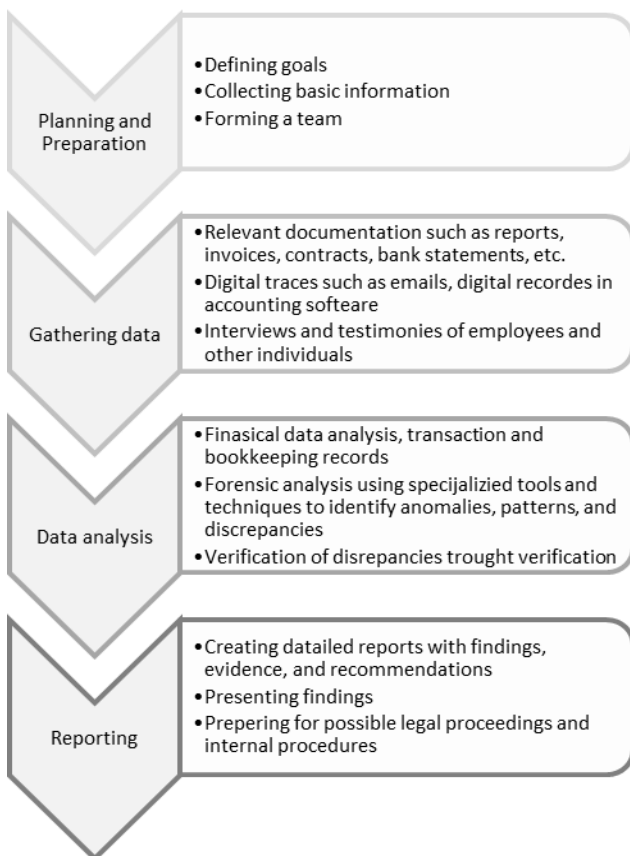 Planning and
Preparation
•Defining goals
•Collecting basic information
•Forming a team
Gathering data
•Relevant documentation such as reports,
invoices, contracts, bank statements, etc.
•Digital traces such as emails, digital recordes in
accounting softeare
•Interviews and testimonies of employees and
other individuals
Data analysis
•Finasical data analysis, transaction and
bookkeeping records
•Forensic analysis using specijalizied tools and
techniques to identify anomalies, patterns, and
discrepancies
•Verification of discrepancies trought verification
Reporting
•Creating datailed reports with findings,
evidence, and recommendations
•Presenting findings
•Prepering for possible legal proceedings and
internal procedures